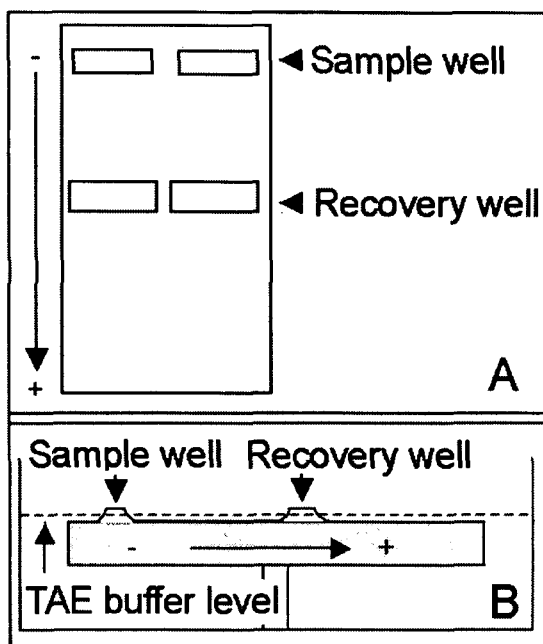 -
Sample well
Recovery well
+
A
Sample well Recovery well
- +
TAE buffer level
B